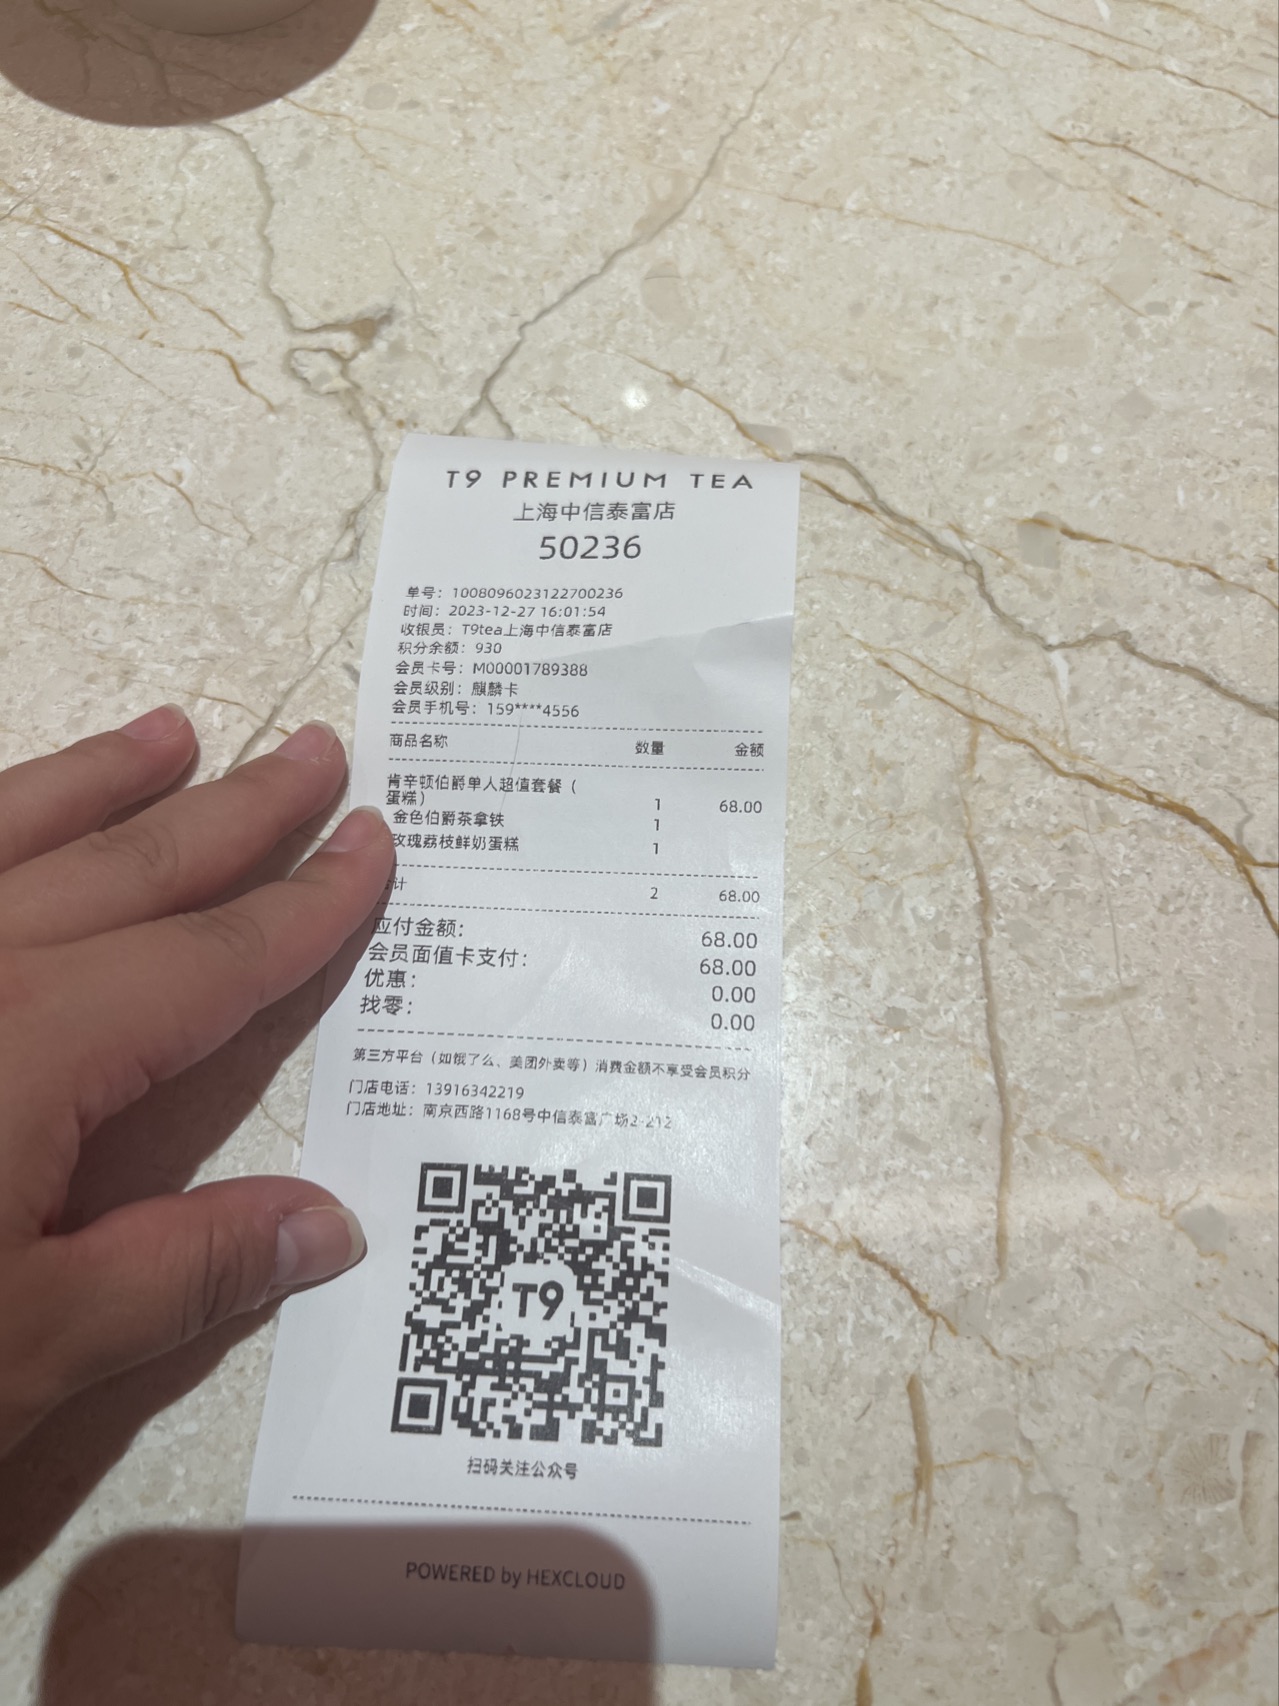 T9 PREMIUM TEA
上海中信泰富店
50236
单号：1008096023122700236
时间：2023-12-27 16:01:54
收银员：T9tea上海中信泰富店
积分余额：930
会员卡号：M00001789388
会员级别：麒麟卡
会员手机号：159****4556
商品名称 数量 金额
肯辛顿伯爵单人超值套餐（
蛋糕） 1 68.00
金色伯爵茶拿铁 1
玫瑰荔枝鲜奶蛋糕 1
计 2 68.00
应付金额： 68.00
会员面值卡支付： 68.00
优惠： 0.00
找零： 0.00
第三方平台（如饿了么、美团外卖等）消费金额不享受会员积分
门店电话：13916342219
门店地址：南京西路1168号中信泰富广场2-212
T9
扫码关注公众号
POWERED by HEXCLOUD